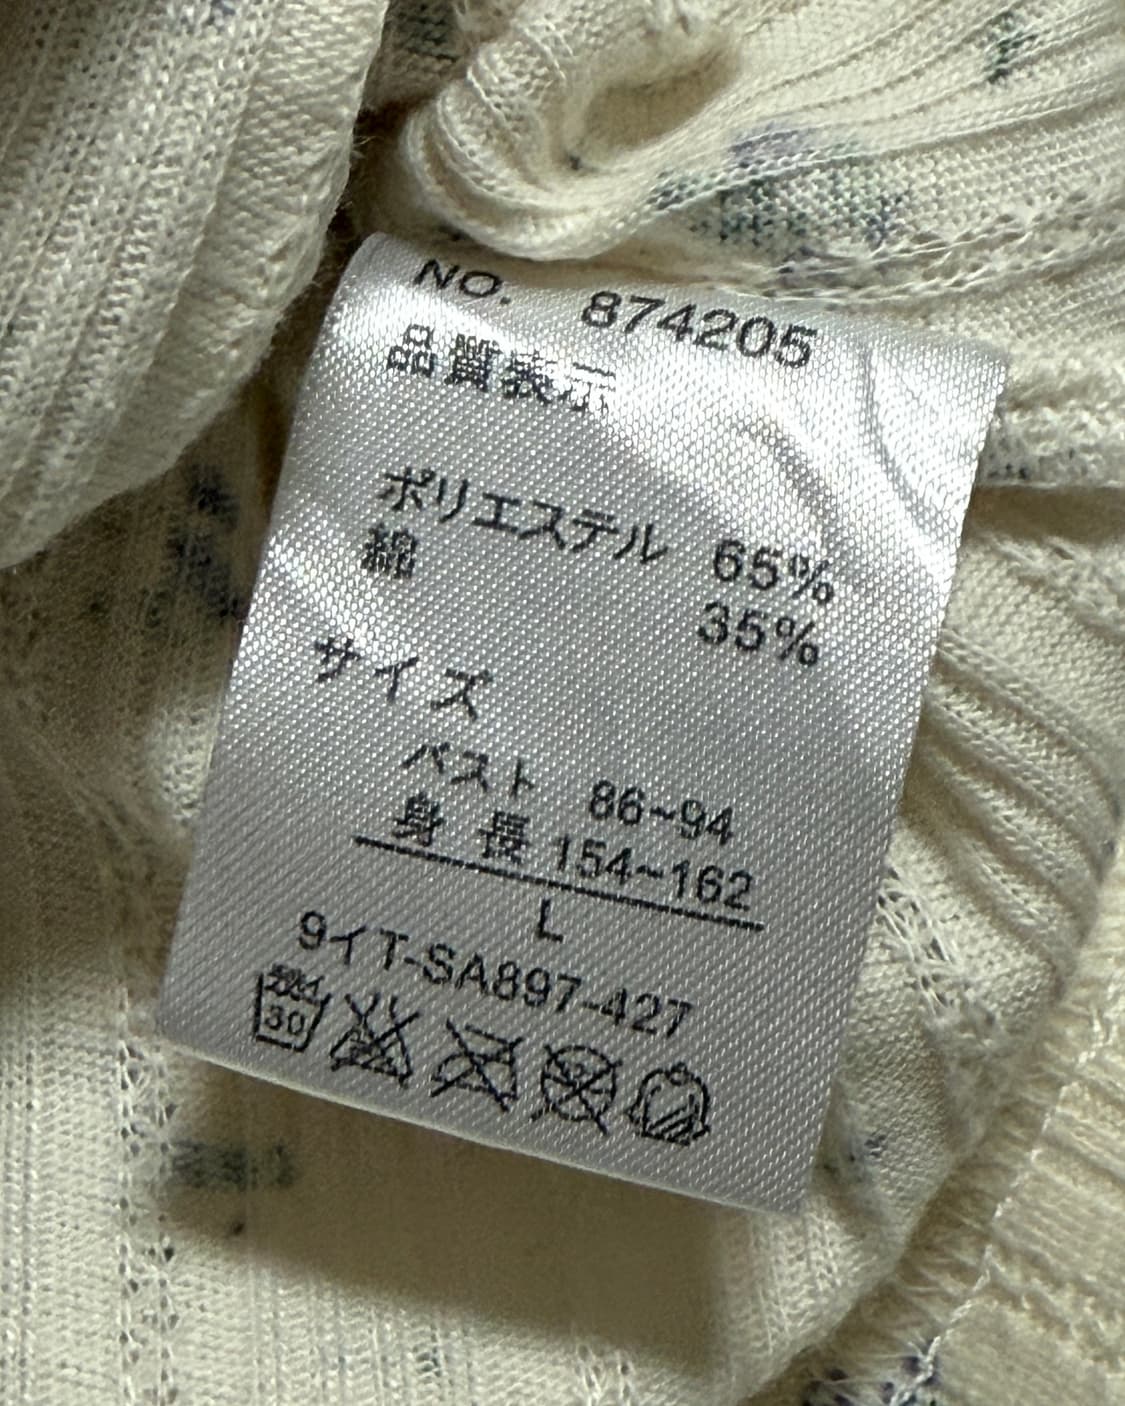 NO. 874205
品質表示
ポリエステル 65%
綿 35%
サイズ
バスト 86~94
身長 154~162
L
9イT-SA897-427
30